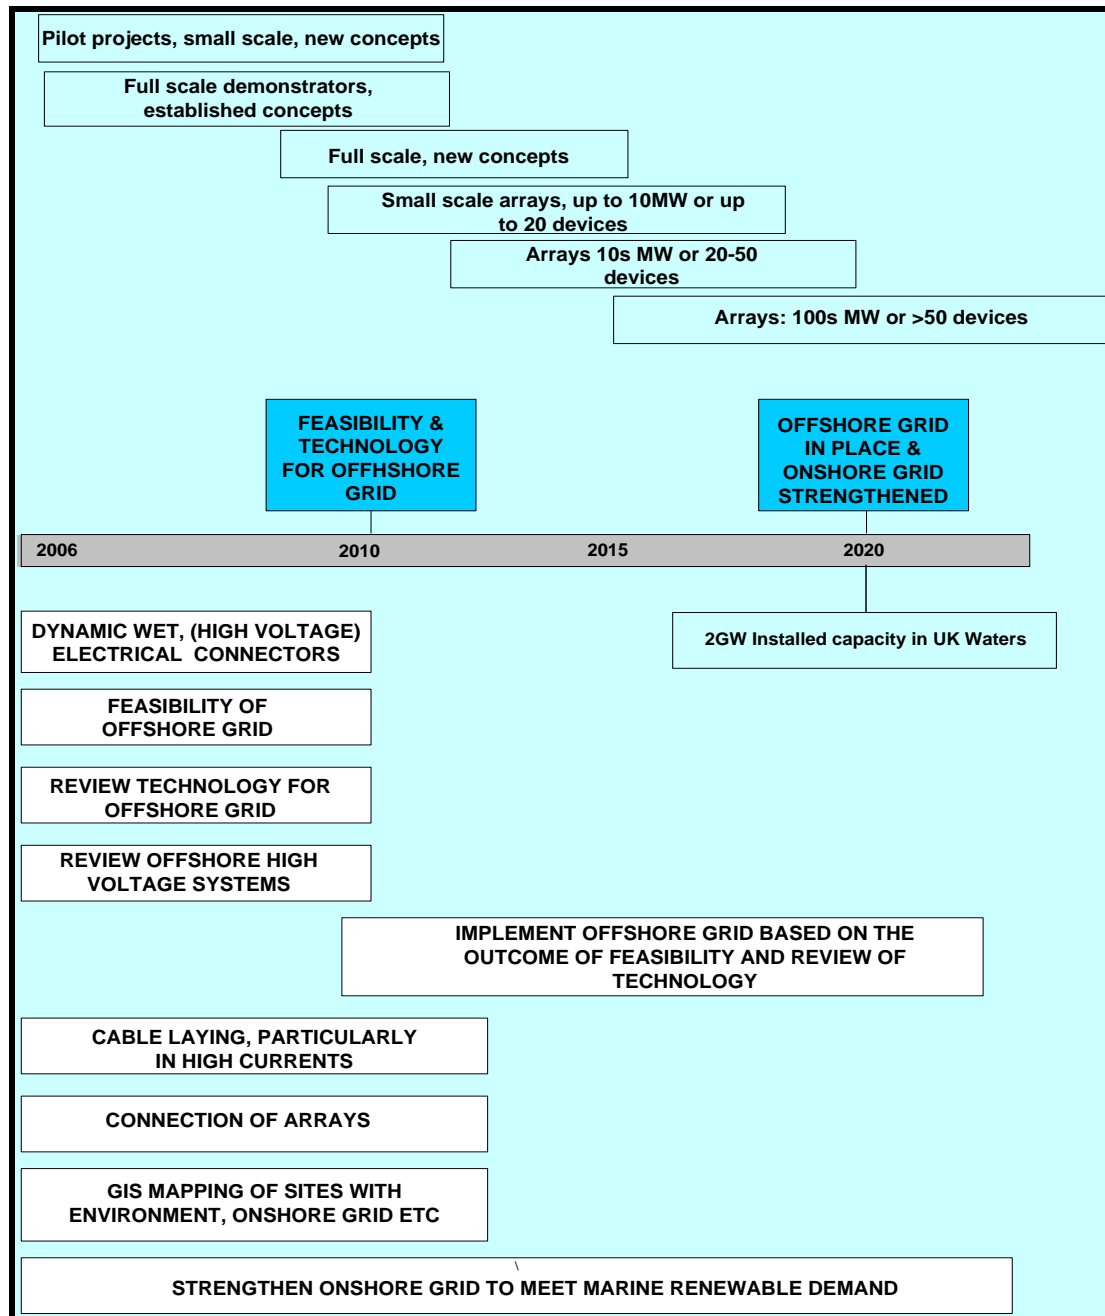 Pilot projects, small scale, new concepts
Full scale demonstrators,
established concepts
Full scale, new concepts
Small scale arrays, up to 10MW or up
to 20 devices
Arrays 10s MW or 20-50
devices
Arrays: 100s MW or >50 devices
FEASIBILITY &
TECHNOLOGY
FOR OFFHSHORE
GRID
OFFSHORE GRID
IN PLACE &
ONSHORE GRID
STRENGTHENED
2006 2010 2015 2020
DYNAMIC WET, (HIGH VOLTAGE)
ELECTRICAL CONNECTORS
2GW Installed capacity in UK Waters
FEASIBILITY OF
OFFSHORE GRID
REVIEW TECHNOLOGY FOR
OFFSHORE GRID
REVIEW OFFSHORE HIGH
VOLTAGE SYSTEMS
IMPLEMENT OFFSHORE GRID BASED ON THE
OUTCOME OF FEASIBILITY AND REVIEW OF
TECHNOLOGY
CABLE LAYING, PARTICULARLY
IN HIGH CURRENTS
CONNECTION OF ARRAYS
GIS MAPPING OF SITES WITH
ENVIRONMENT, ONSHORE GRID ETC
\
STRENGTHEN ONSHORE GRID TO MEET MARINE RENEWABLE DEMAND